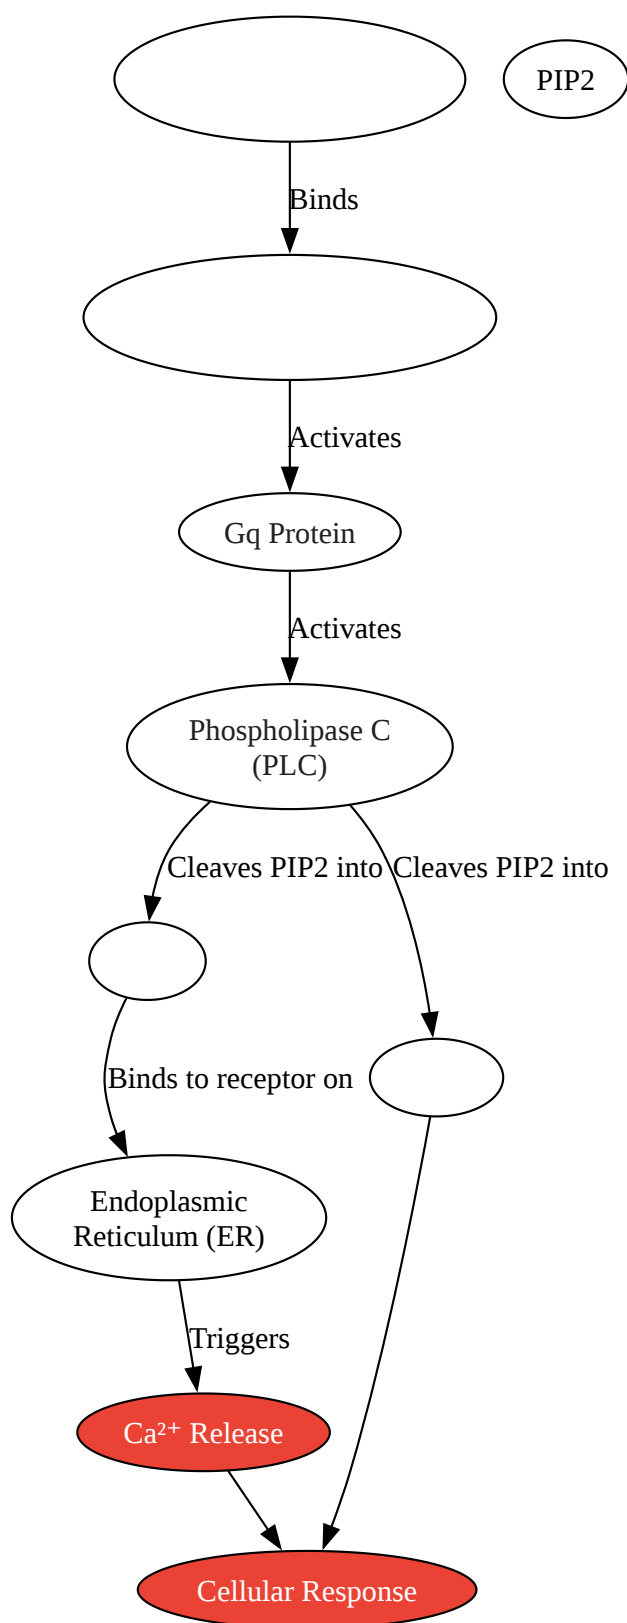 PIP2
Binds
Activates
Gq Protein
Activates
Phospholipase C
(PLC)
Cleaves PIP2 into
Cleaves PIP2 into
Binds to receptor on
Endoplasmic
Reticulum (ER)
Triggers
Ca²⁺ Release
Cellular Response